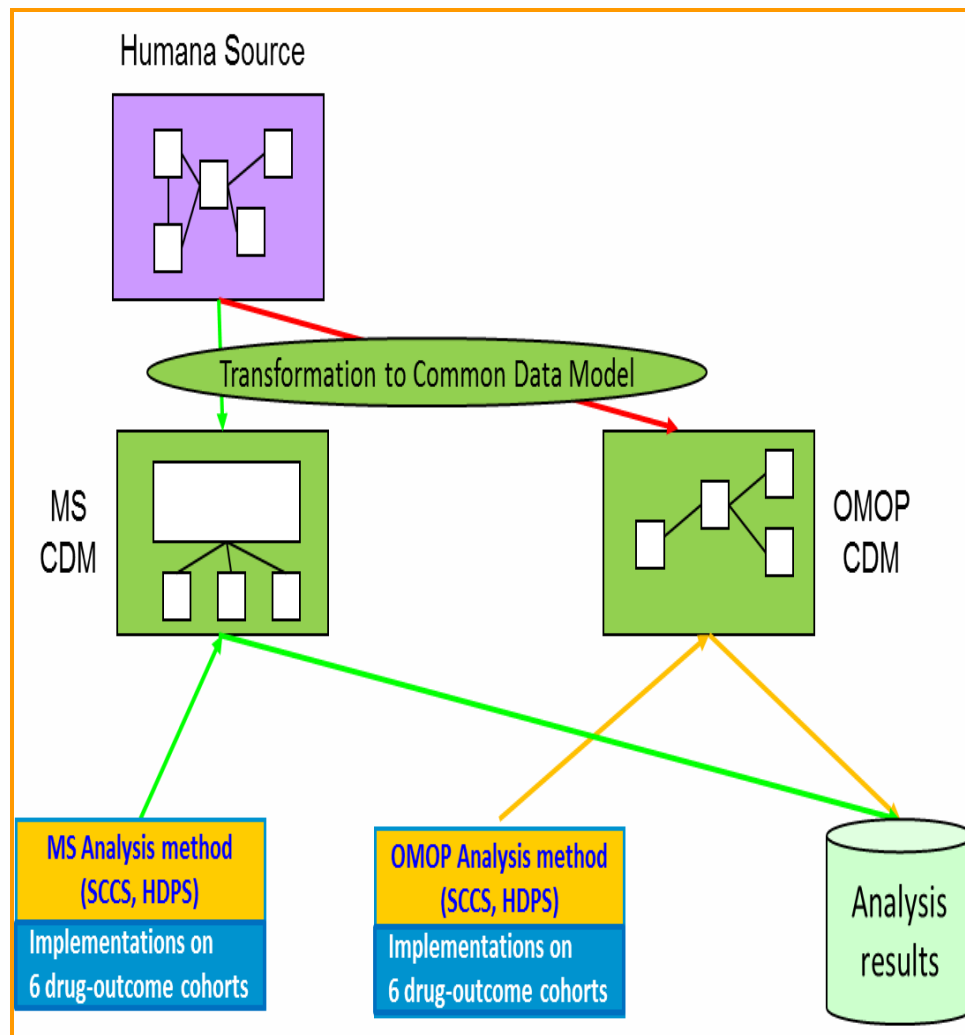 Humana Source
Transformation to Common Data Model
MS
CDM
OMOP
CDM
MS Analysis method
(SCCS, HDPS)
Implementations on
6 drug-outcome cohorts
OMOP Analysis method
(SCCS, HDPS)
Implementations on
6 drug-outcome cohorts
Analysis
results